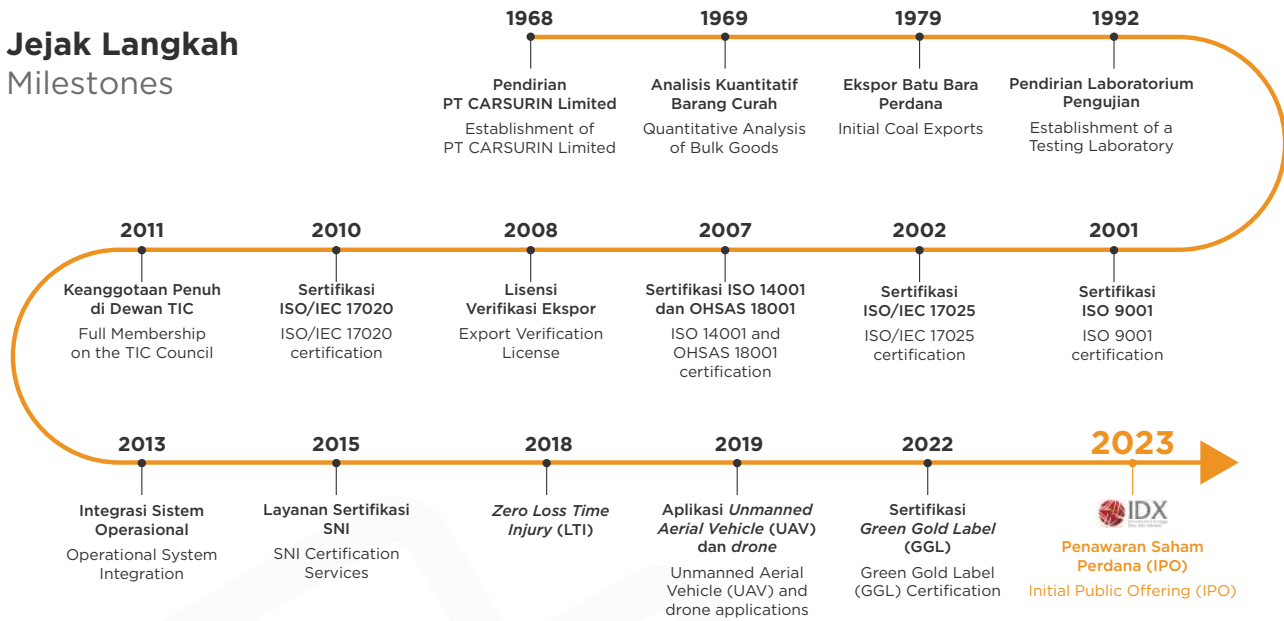 Jejak Langkah
Milestones
1968
Pendirian
PT CARSURIN Limited
Establishment of
PT CARSURIN Limited
1969
Analisis Kuantitatif
Barang Curah
Quantitative Analysis
of Bulk Goods
1979
Ekspor Batu Bara
Perdana
Initial Coal Exports
1992
Pendirian Laboratorium
Pengujian
Establishment of a
Testing Laboratory
2001
Sertifikasi
ISO 9001
ISO 9001
certification
2002
Sertifikasi
ISO/IEC 17025
ISO/IEC 17025
certification
2007
Sertifikasi ISO 14001
dan OHSAS 18001
ISO 14001 and
OHSAS 18001
certification
2008
Lisensi
Verifikasi Ekspor
Export Verification
License
2010
Sertifikasi
ISO/IEC 17020
ISO/IEC 17020
certification
2011
Keanggotaan Penuh
di Dewan TIC
Full Membership
on the TIC Council
2013
Integrasi Sistem
Operasional
Operational System
Integration
2015
Layanan Sertifikasi
SNI
SNI Certification
Services
2018
Zero Loss Time
Injury (LTI)
2019
Aplikasi Unmanned
Aerial Vehicle (UAV)
dan drone
Unmanned Aerial
Vehicle (UAV) and
drone applications
2022
Sertifikasi
Green Gold Label
(GGL)
Green Gold Label
(GGL) Certification
2023
IDX
Penawaran Saham
Perdana (IPO)
Initial Public Offering (IPO)